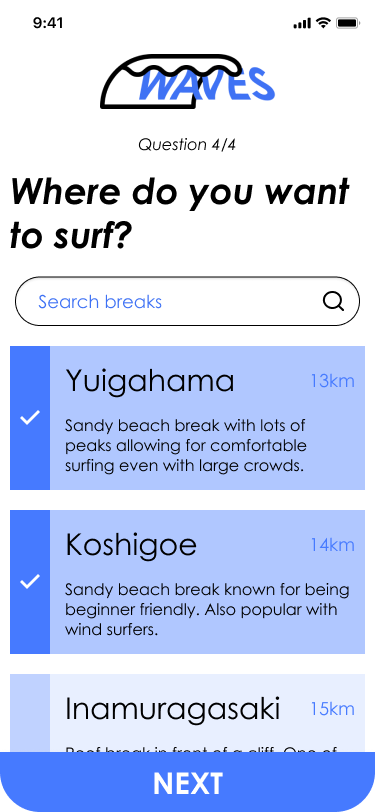 9:41
WAVES
Question 4/4
Where do you want
to surf?
Search breaks
Yuigahama
13km
Sandy beach break with lots of
peaks allowing for comfortable
surfing even with large crowds.
Koshigoe
14km
Sandy beach break known for being
beginner friendly. Also popular with
wind surfers.
Inamuragasaki
15km
Reef break in front of a cliff. One of
NEXT